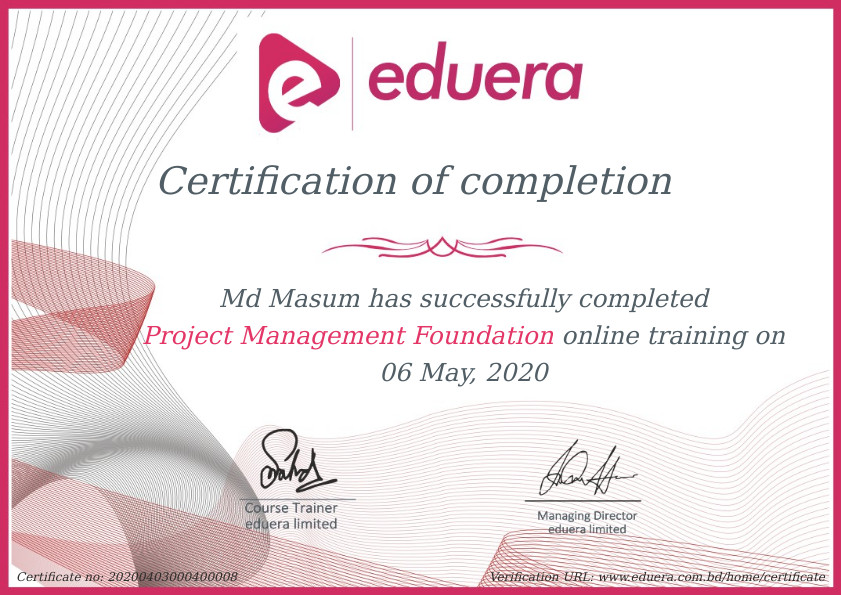 eduera
Certification of completion
Md Masum has successfully completed
Project Management Foundation online training on
06 May, 2020
Course Trainer
eduera limited
Managing Director
eduera limited
Certificate no: 20200403000400008
Verification URL: www.eduera.com.bd/home/certificate